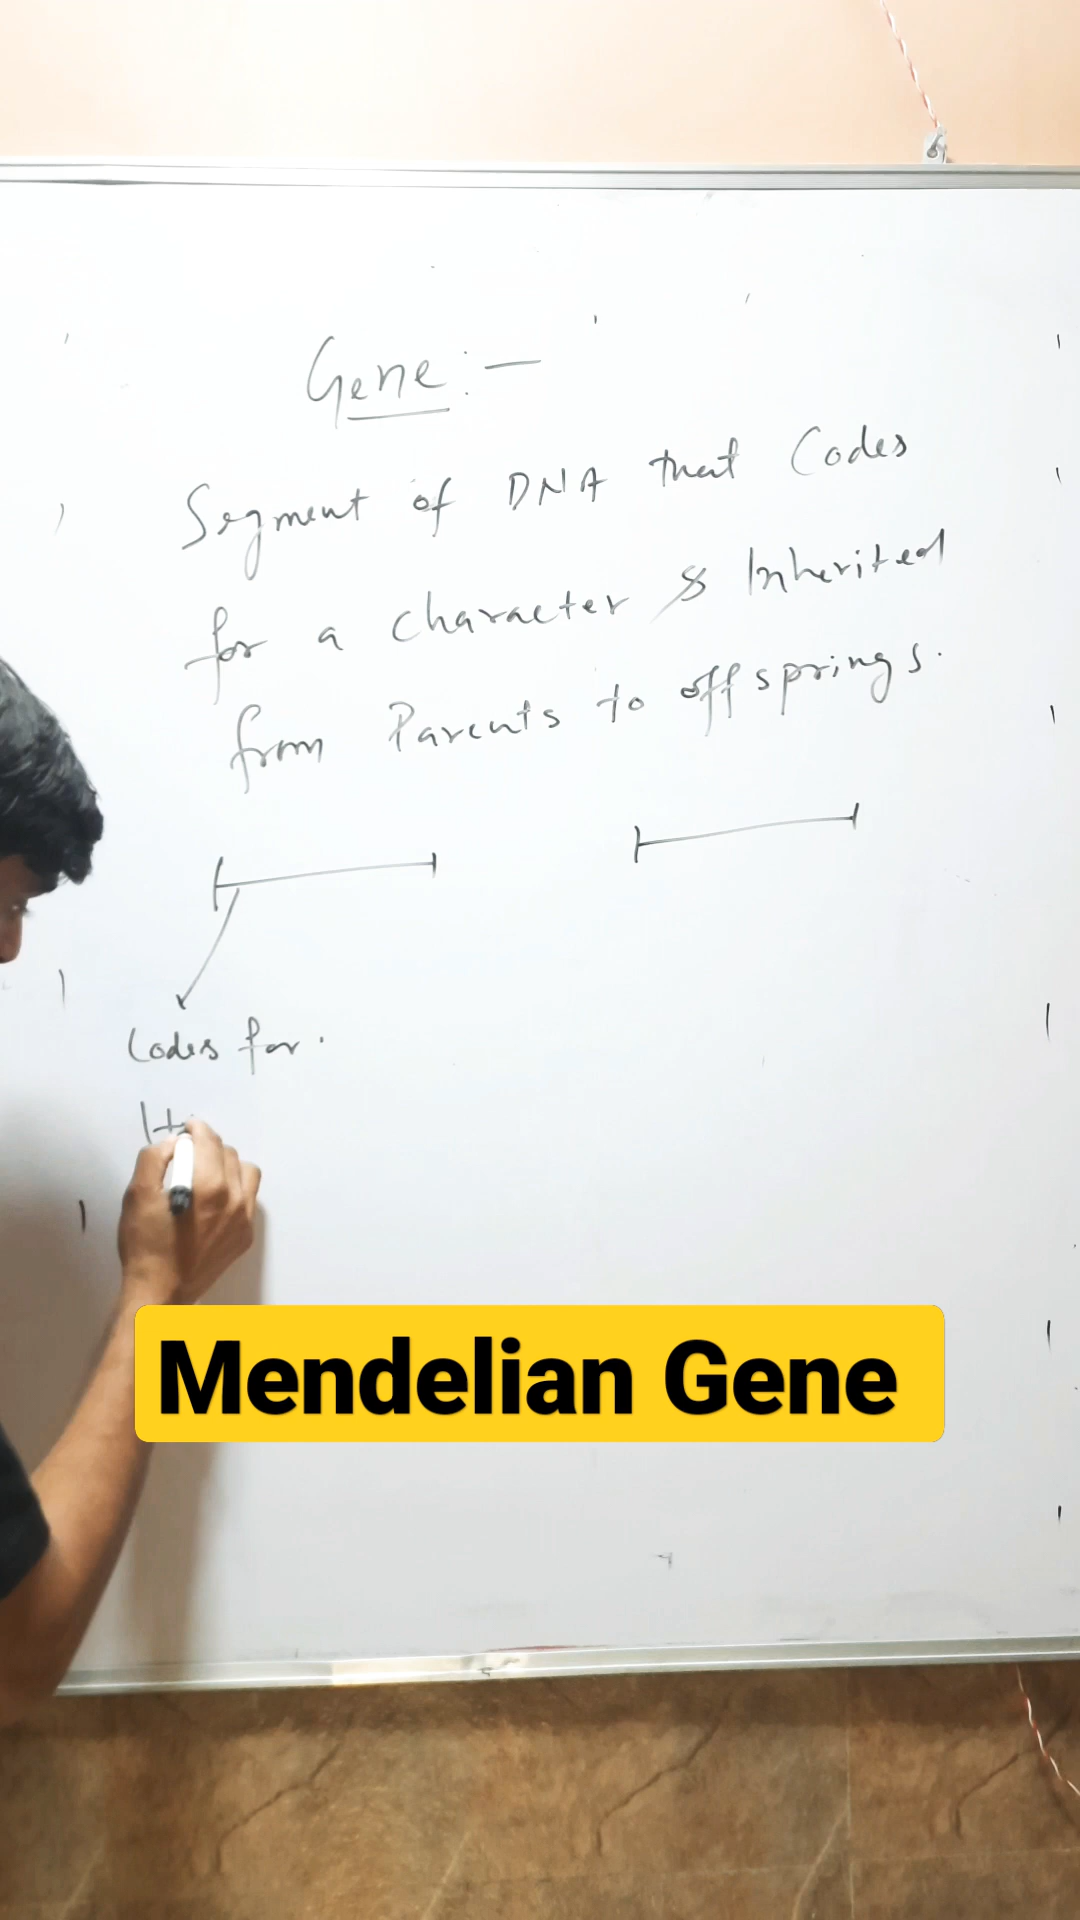 Gene:-
Segment of DNA that Codes
for a character & Inherited
from Parents to offsprings.
Codes for.
Mendelian Gene